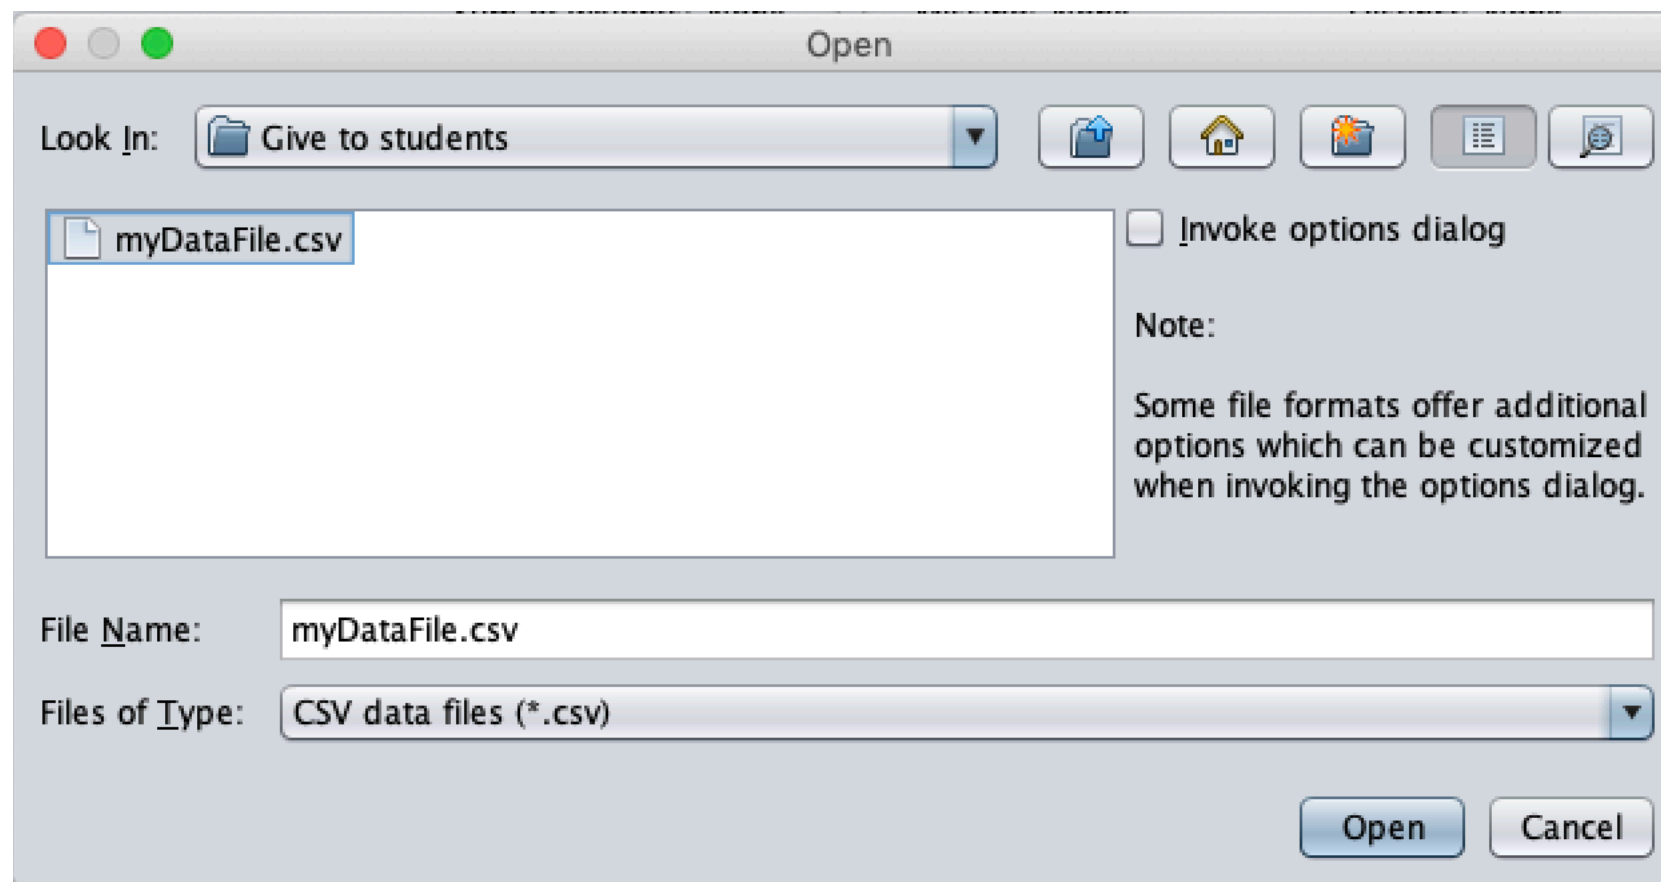 Open
Look In: Give to students
myDataFile.csv
Invoke options dialog
Note:
Some file formats offer additional
options which can be customized
when invoking the options dialog.
File Name: myDataFile.csv
Files of Type: CSV data files (*.csv)
Open Cancel